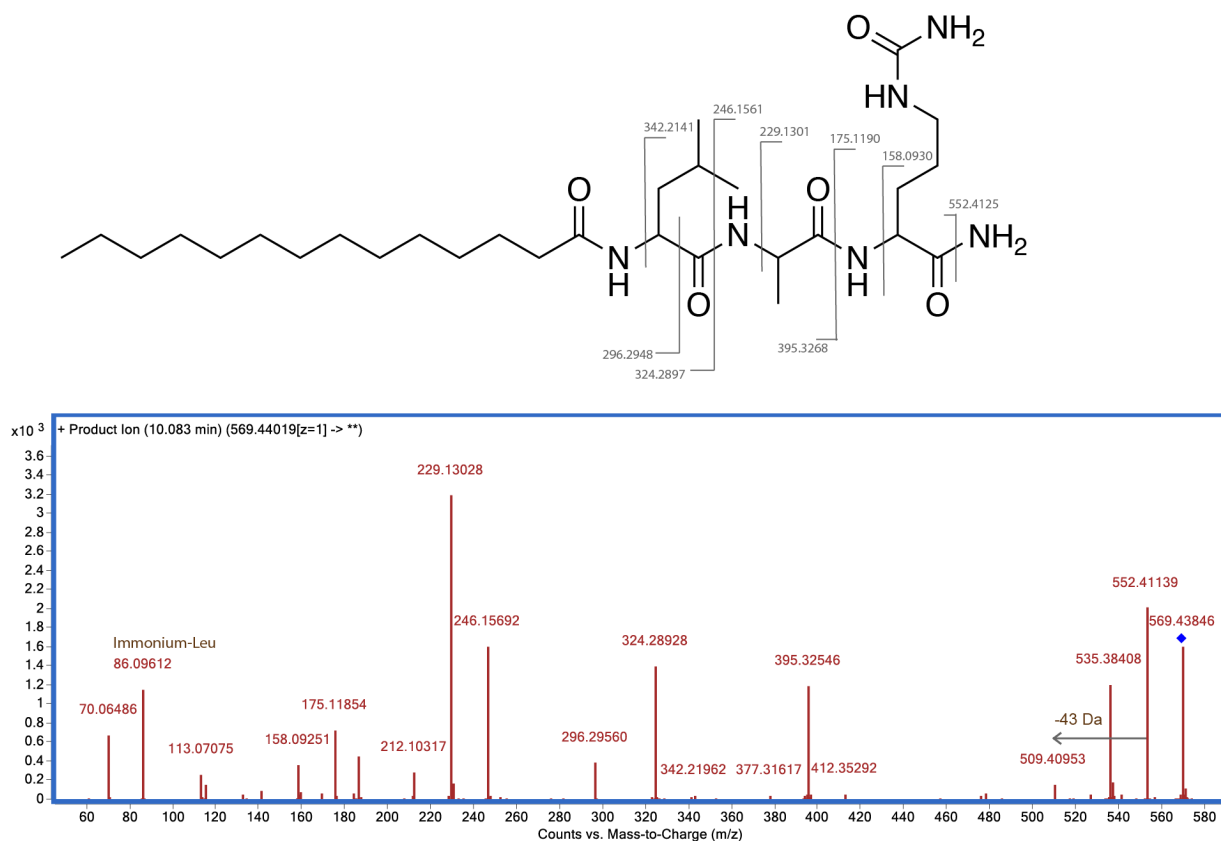 O
NH2
HN
246.1561
342.2141
229.1301
175.1190
158.0930
552.4125
O
H
N
O
NH2
N
H
O
N
H
O
296.2948
324.2897
395.3268
x10 3
+ Product Ion (10.083 min) (569.44019[z=1] -> **)
3.6
3.4
3.2
3
2.8
2.6
2.4
2.2
2
1.8
1.6
1.4
1.2
1
0.8
0.6
0.4
0.2
0
229.13028
552.41139
246.15692
569.43846
324.28928
Immonium-Leu
86.09612
535.38408
395.32546
70.06486
175.11854
-43 Da
158.09251
212.10317
113.07075
296.29560
509.40953
342.21962
377.31617
412.35292
60 80 100 120 140 160 180 200 220 240 260 280 300 320 340 360 380 400 420 440 460 480 500 520 540 560 580
Counts vs. Mass-to-Charge (m/z)